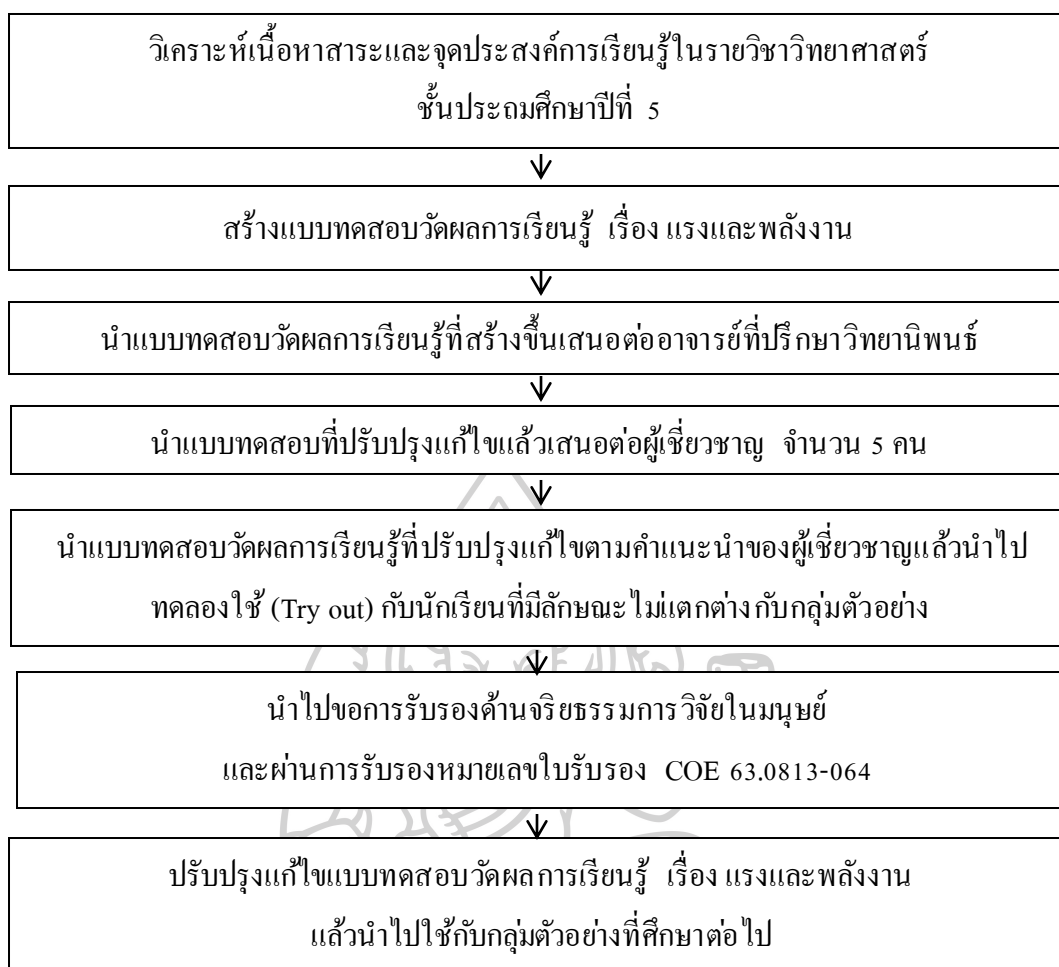 วิเคราะห์เนื้อหาสาระและจุดประสงค์การเรียนรู้ในรายวิชาวิทยาศาสตร์
ชั้นประถมศึกษาปีที่ 5
สร้างแบบทดสอบวัดผลการเรียนรู้ เรื่อง แรงและพลังงาน
นำแบบทดสอบวัดผลการเรียนรู้ที่สร้างขึ้นเสนอต่ออาจารย์ที่ปรึกษาวิทยานิพนธ์
นำแบบทดสอบที่ปรับปรุงแก้ไขแล้วเสนอต่อผู้เชี่ยวชาญ จำนวน 5 คน
นำแบบทดสอบวัดผลการเรียนรู้ที่ปรับปรุงแก้ไขตามคำแนะนำของผู้เชี่ยวชาญแล้วนำไป
ทดลองใช้ (Try out) กับนักเรียนที่มีลักษณะไม่แตกต่างกับกลุ่มตัวอย่าง
นำไปขอการรับรองด้านจริยธรรมการวิจัยในมนุษย์
และผ่านการรับรองหมายเลขใบรับรอง COE 63.0813-064
ปรับปรุงแก้ไขแบบทดสอบวัดผลการเรียนรู้ เรื่อง แรงและพลังงาน
แล้วนำไปใช้กับกลุ่มตัวอย่างที่ศึกษาต่อไป